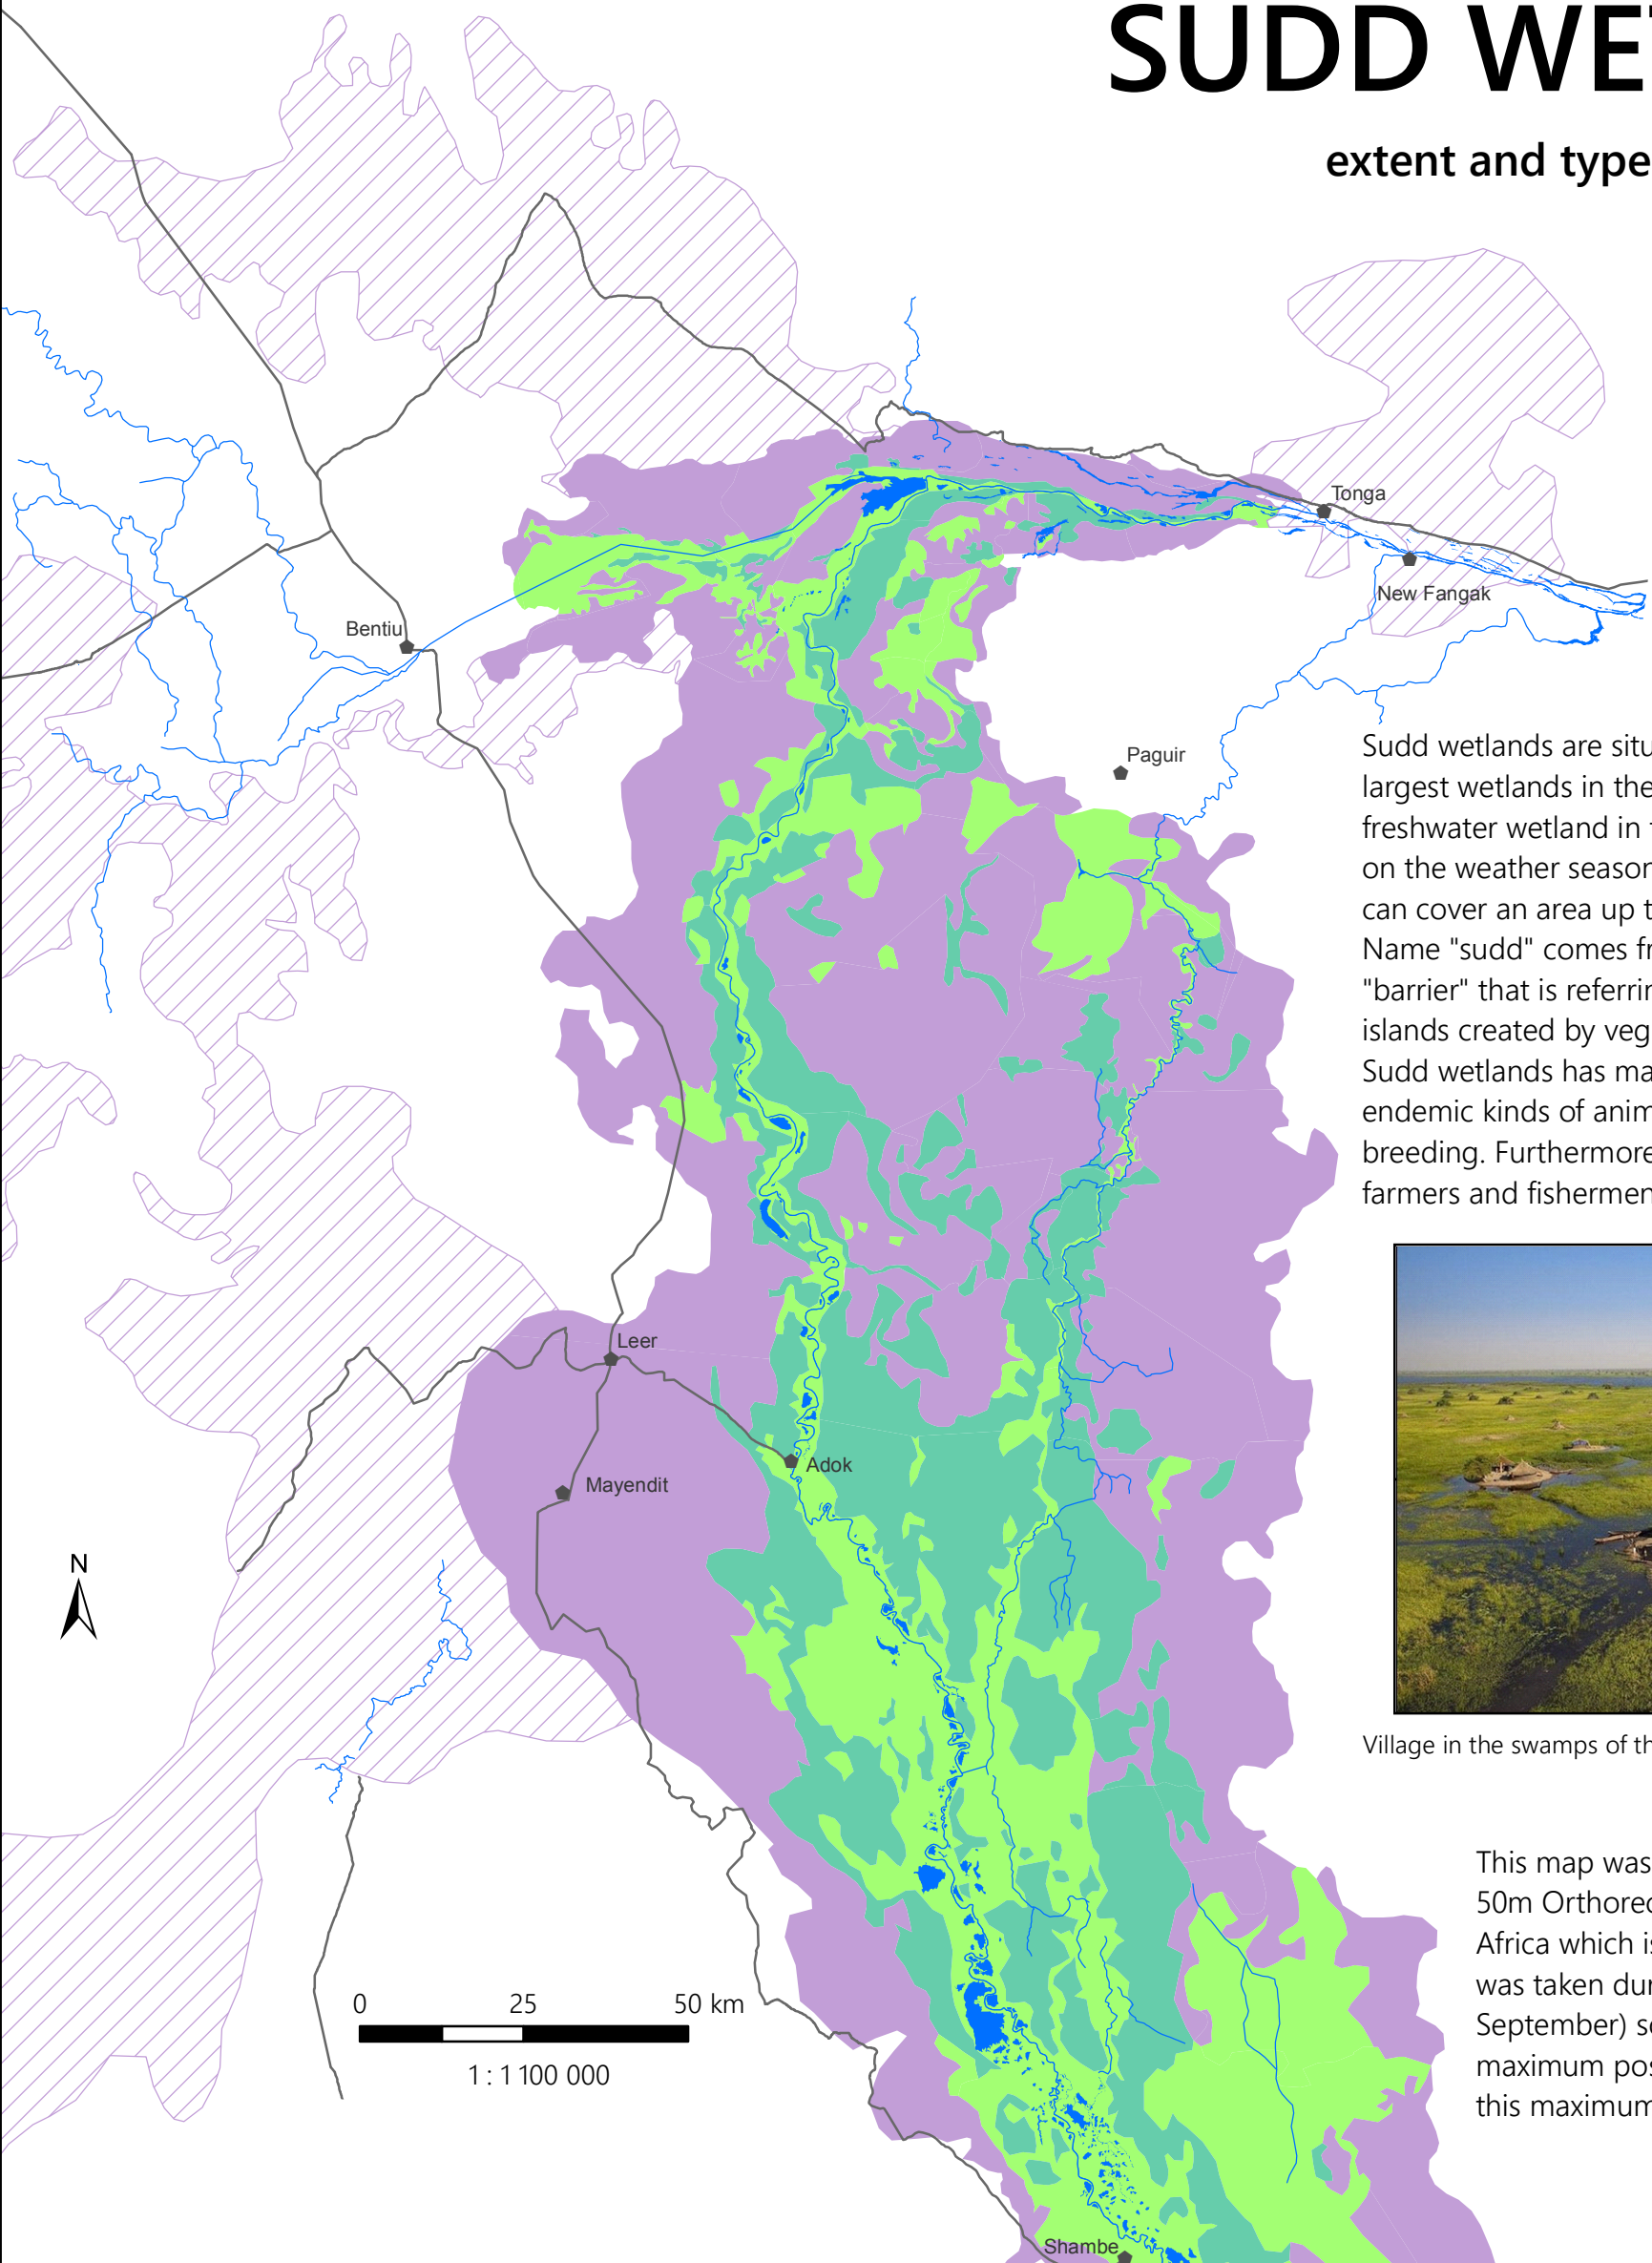 SUDD WE
extent and type
Tonga
New Fangak
Bentiu
Paguir
Sudd wetlands are situ
largest wetlands in the
freshwater wetland in
on the weather season
can cover an area up t
Name "sudd" comes fr
"barrier" that is referrin
islands created by veg
Sudd wetlands has ma
endemic kinds of anim
breeding. Furthermore
farmers and fishermen
Leer
Adok
Mayendit
N
Village in the swamps of th
This map was
50m Orthorec
Africa which is
was taken dur
September) s
maximum pos
this maximum
0 25 50 km
1 : 1 100 000
Shambe